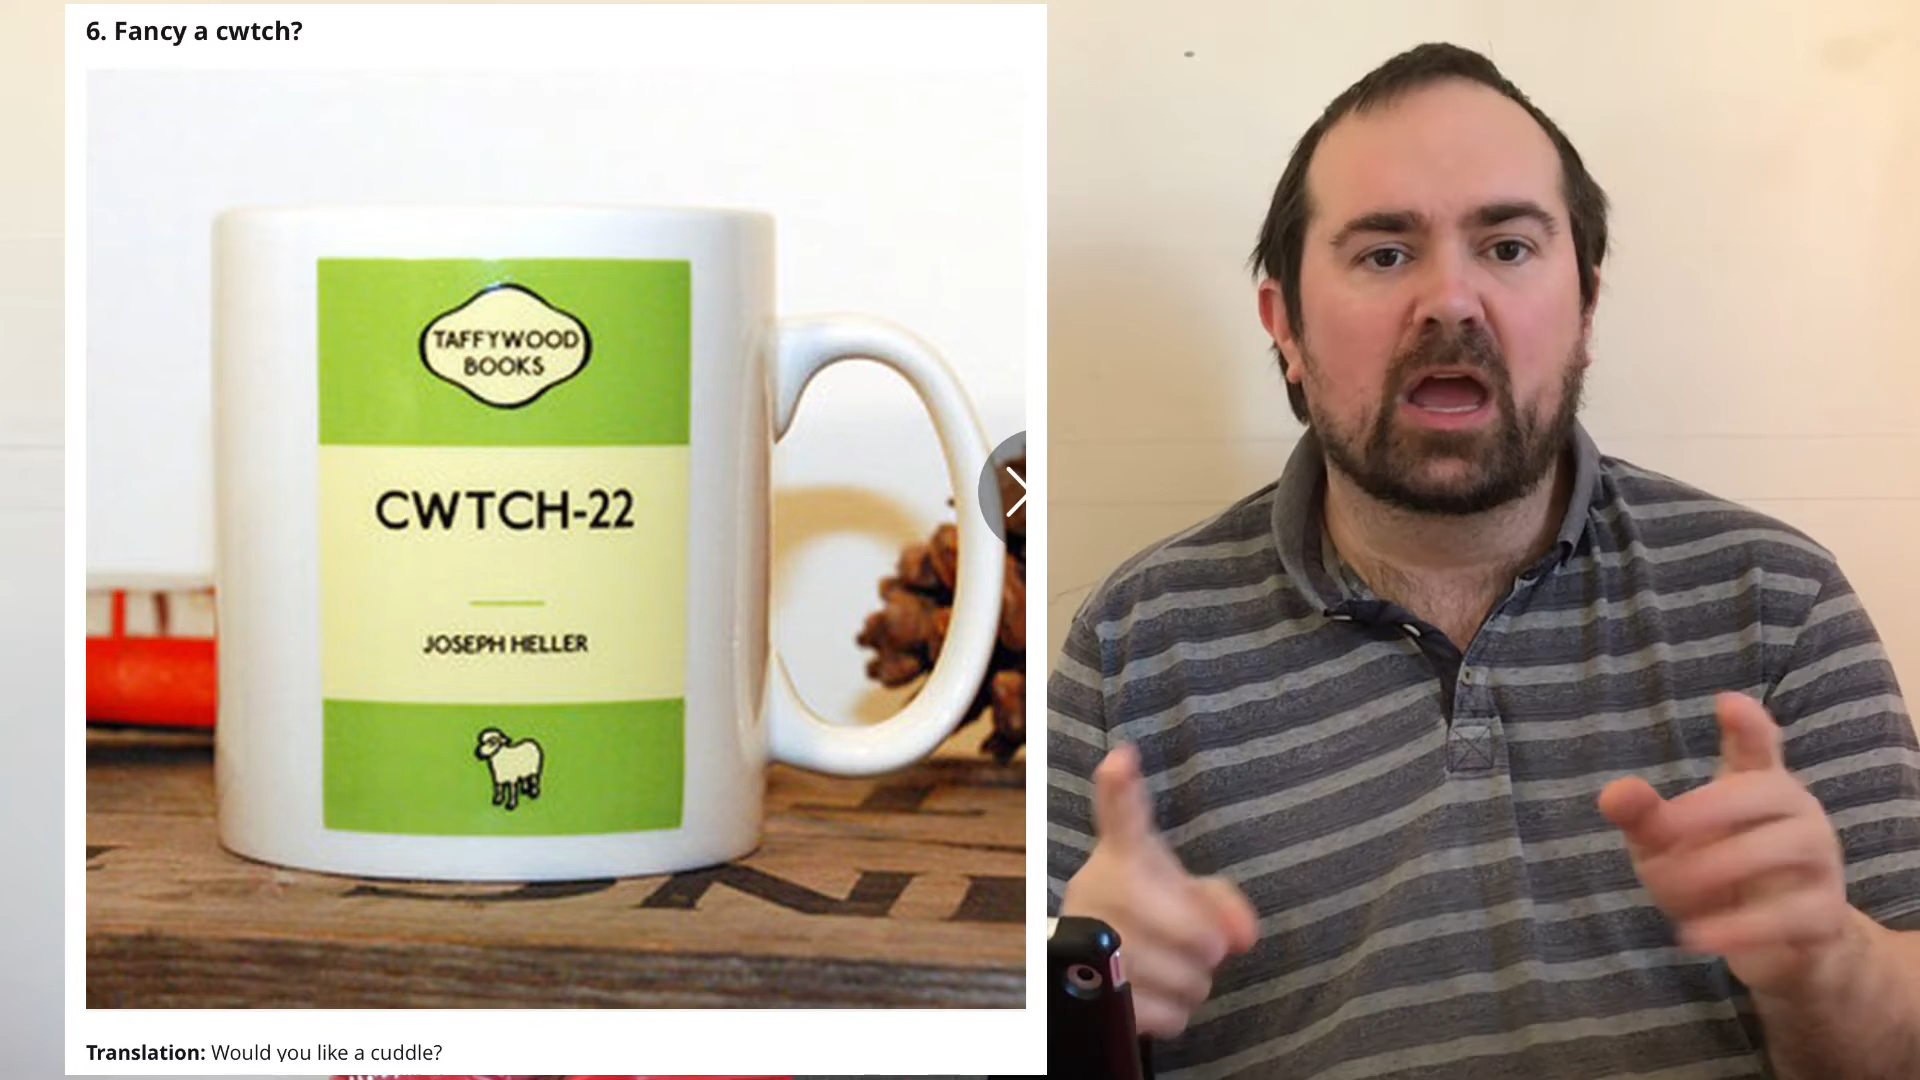 6. Fancy a cwtch?
TAFFYWOOD
BOOKS
CWTCH-22
JOSEPH HELLER
Translation: Would you like a cuddle?